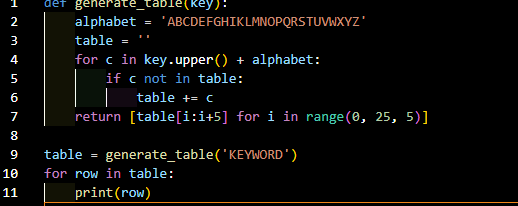 1 def generate_table(key):
2     alphabet = 'ABCDEFGHIKLMNOPQRSTUVWXYZ'
3     table = ''
4     for c in key.upper() + alphabet:
5         if c not in table:
6             table += c
7     return [table[i:i+5] for i in range(0, 25, 5)]
8
9 table = generate_table('KEYWORD')
10 for row in table:
11     print(row)